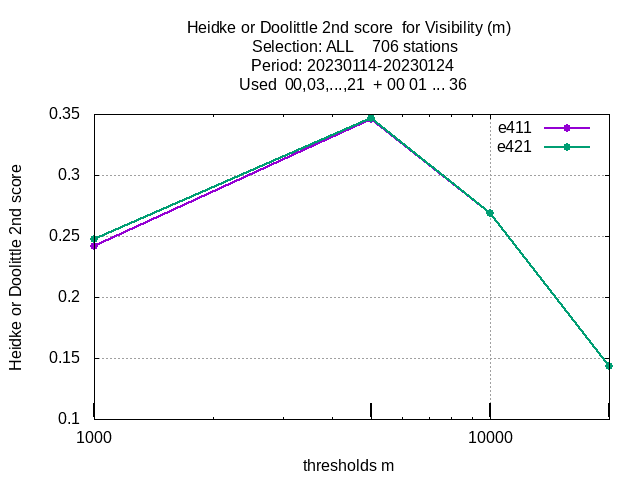 Heidke or Doolittle 2nd score  for Visibility (m)
Selection: ALL    706 stations
Period: 20230114-20230124
Used  00,03,...,21  + 00 01 ... 36
e411
e421
Heidke or Doolittle 2nd score
0.35
0.3
0.25
0.2
0.15
0.1
1000
10000
thresholds m